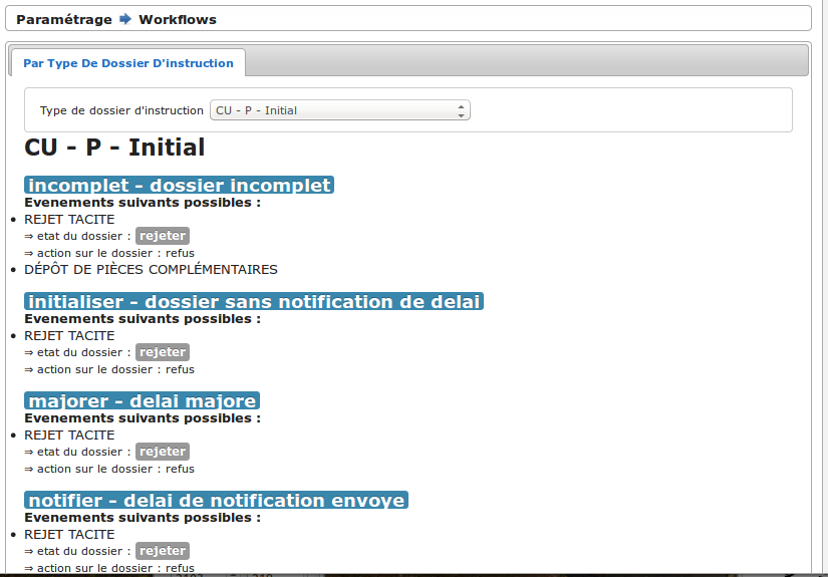 Paramétrage Workflows
Par Type De Dossier D'instruction
Type de dossier d'instruction CU - P - Initial
CU - P - Initial
incomplet - dossier incomplet
Evenements suivants possibles :
• REJET TACITE
⇒ etat du dossier : rejeter
⇒ action sur le dossier : refus
• DÉPÔT DE PIÈCES COMPLÉMENTAIRES
initialiser - dossier sans notification de delai
Evenements suivants possibles :
• REJET TACITE
⇒ etat du dossier : rejeter
⇒ action sur le dossier : refus
majorer - delai majore
Evenements suivants possibles :
• REJET TACITE
⇒ etat du dossier : rejeter
⇒ action sur le dossier : refus
notifier - delai de notification envoye
Evenements suivants possibles :
• REJET TACITE
⇒ etat du dossier : rejeter
⇒ action sur le dossier : refus